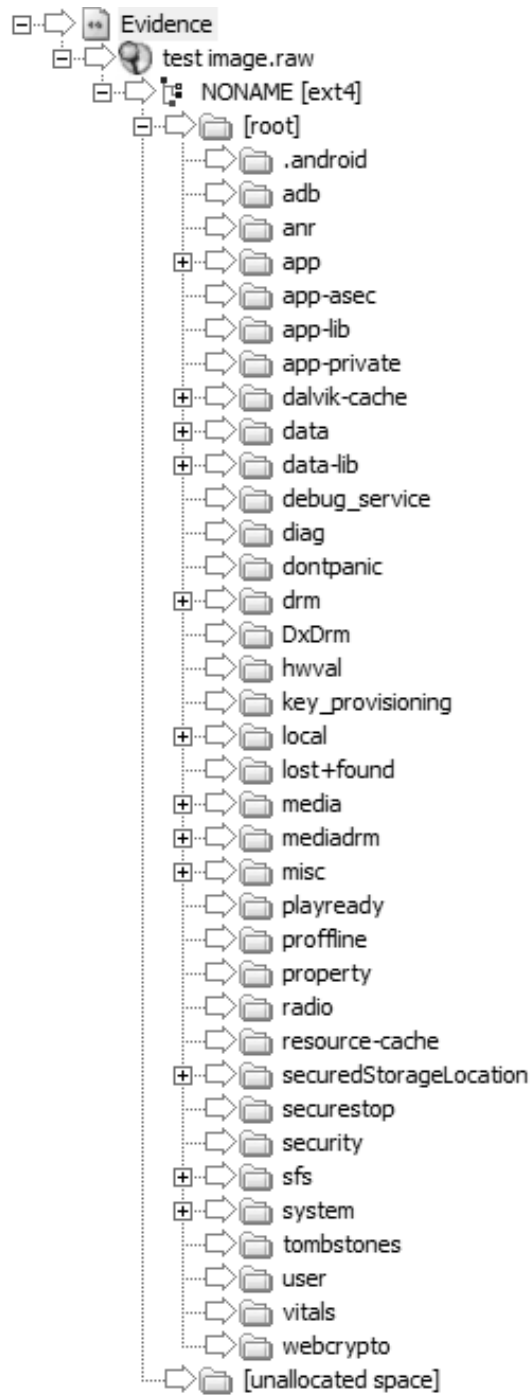 Evidence
test image.raw
NONAME [ext4]
[root]
.android
adb
anr
app
app-asec
app-lib
app-private
dalvik-cache
data
data-lib
debug_service
diag
dontpanic
drm
DxDrm
hwval
key_provisioning
local
lost+found
media
mediadrm
misc
playready
proffline
property
radio
resource-cache
securedStorageLocation
securestop
security
sfs
system
tombstones
user
vitals
webcrypto
[unallocated space]